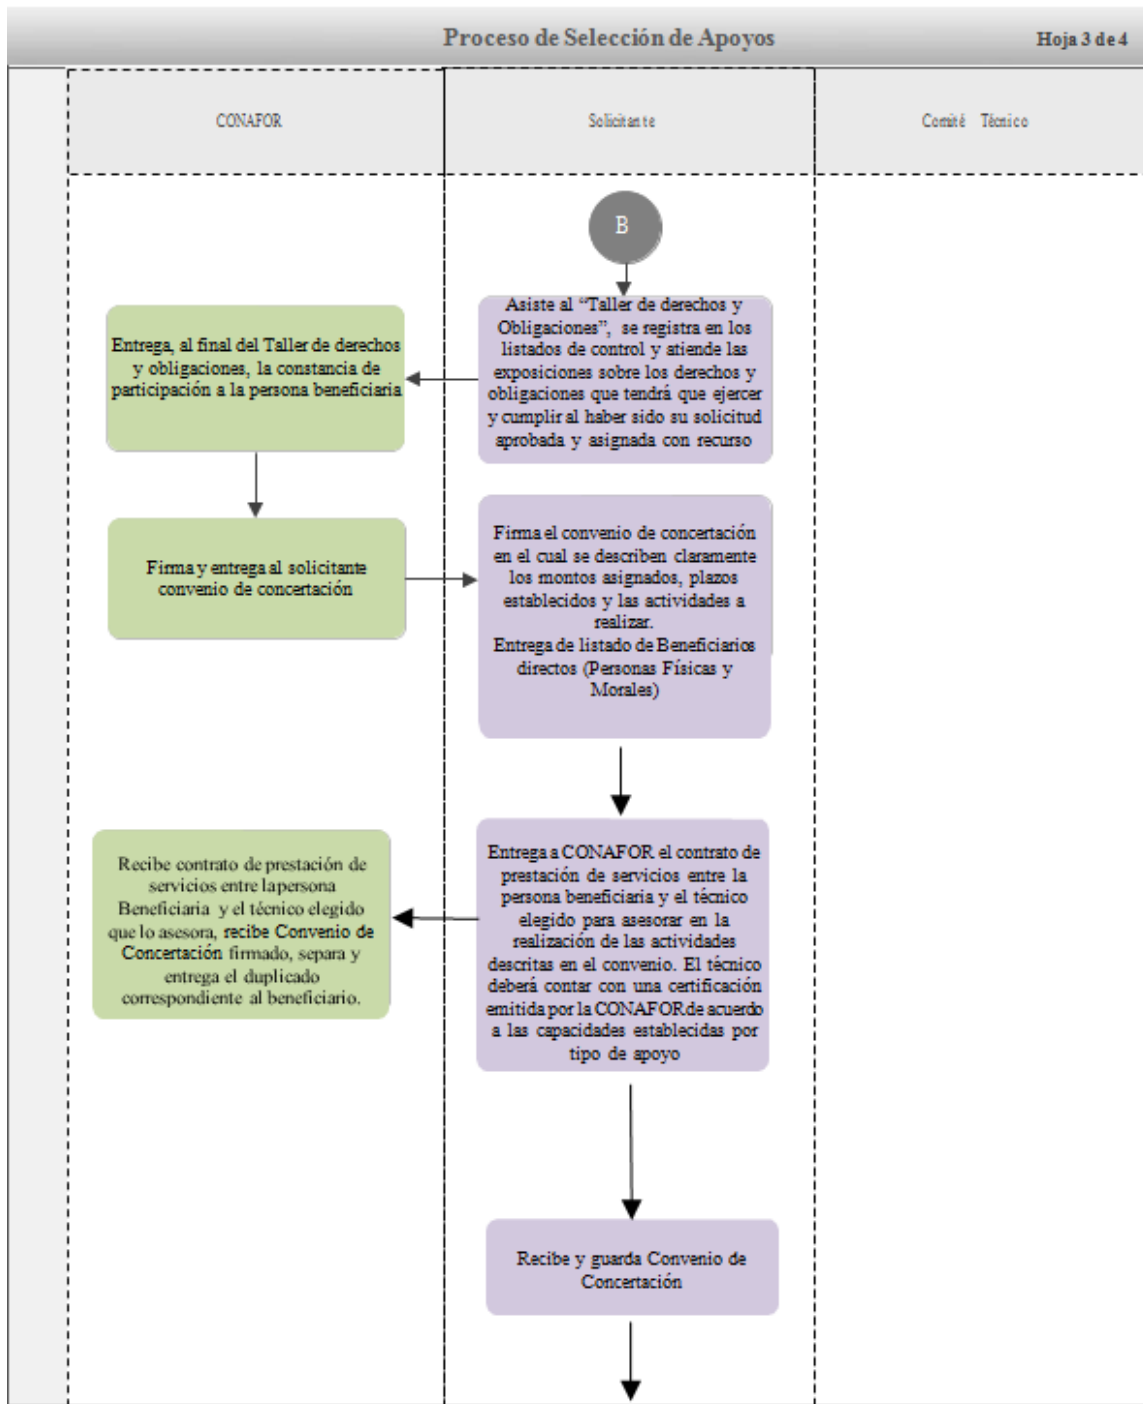 Proceso de Selección de Apoyos
Hoja 3 de 4
CONAFOR
Solicitante
Comité Técnico
B
Asiste al “Taller de derechos y
Obligaciones”, se registra en los
listados de control y atiende las
exposiciones sobre los derechos y
obligaciones que tendrá que ejercer
y cumplir al haber sido su solicitud
aprobada y asignada con recurso
Entrega, al final del Taller de derechos
y obligaciones, la constancia de
participación a la persona beneficiaria
Firma y entrega al solicitante
convenio de concertación
Firma el convenio de concertación
en el cual se describen claramente
los montos asignados, plazos
establecidos y las actividades a
realizar.
Entrega de listado de Beneficiarios
directos (Personas Físicas y
Morales)
Entrega a CONAFOR el contrato de
prestación de servicios entre la
persona beneficiaria y el técnico
elegido para asesorar en la
realización de las actividades
descritas en el convenio. El técnico
deberá contar con una certificación
emitida por la CONAFOR de acuerdo
a las capacidades establecidas por
tipo de apoyo
Recibe contrato de prestación de
servicios entre la persona
Beneficiaria y el técnico elegido
que lo asesora, recibe Convenio de
Concertación firmado, separa y
entrega el duplicado
correspondiente al beneficiario.
Recibe y guarda Convenio de
Concertación